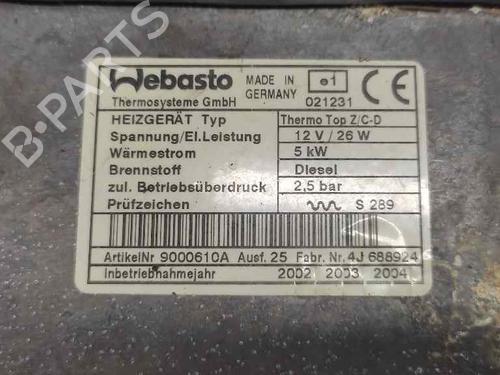 B-PARTS
Webasto
Thermosysteme GmbH
MADE IN GERMANY
e1
021231
CE
HEIZGERÄT Typ Thermo Top Z/C-D
Spannung/El.Leistung 12 V / 26 W
Wärmestrom 5 kW
Brennstoff Diesel
zul. Betriebsüberdruck 2,5 bar
Prüfzeichen S 289
ArtikelNr 9000610A Ausf. 25 Fabr. Nr. 4J 688924
Inbetriebnahmejahr 2002 2003 2004